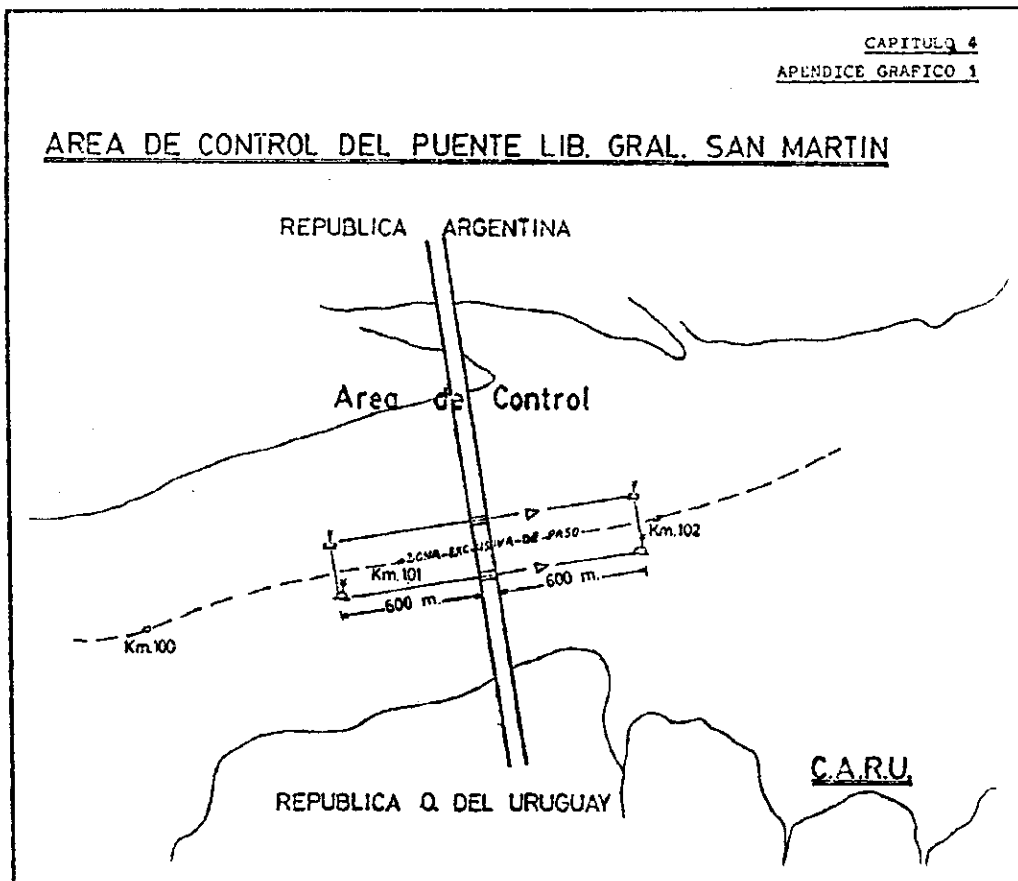 CAPITULO 4
APENDICE GRAFICO 1
AREA DE CONTROL DEL PUENTE LIB. GRAL. SAN MARTIN
REPUBLICA ARGENTINA
Area de Control
ZONA-EXCLUSIVA-DE-PASO
Km.102
Km.101
600 m.
600 m.
Km.100
C.A.R.U.
REPUBLICA O. DEL URUGUAY